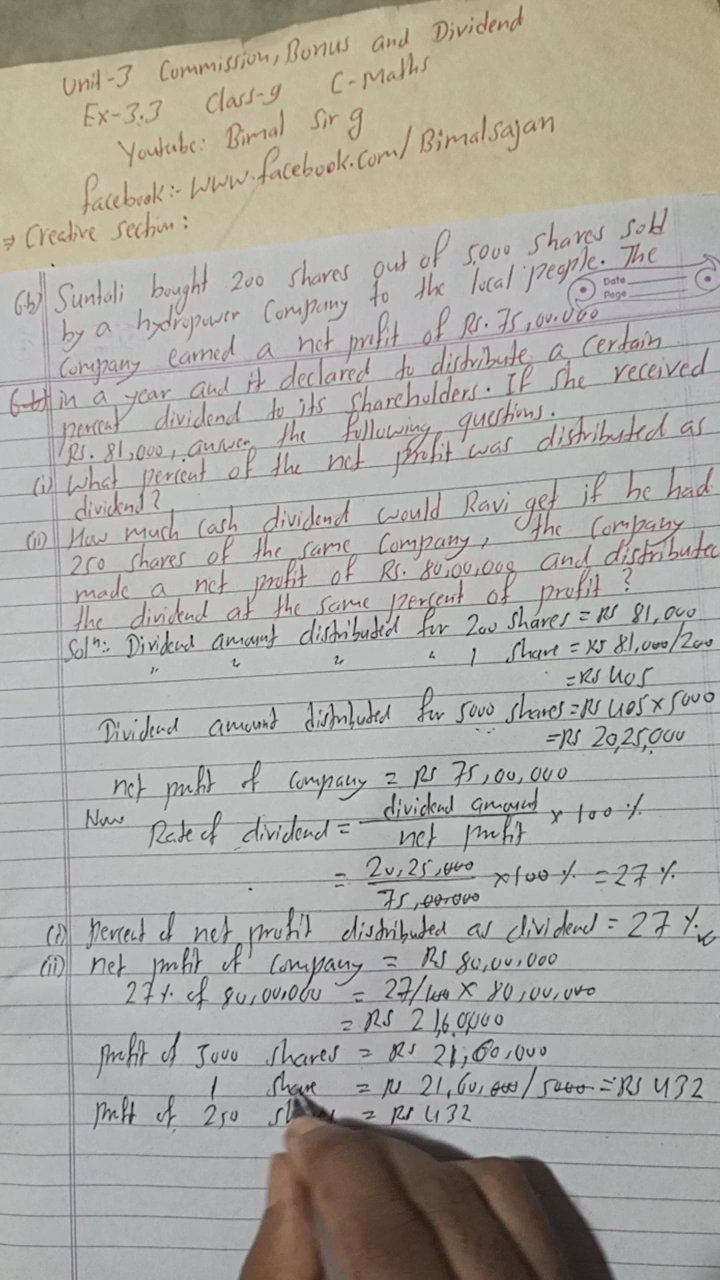 Unit-3 Commission, Bonus and Dividend
Ex-3.3 Class-9 C-Maths
Youtube: Bimal Sir g
facebook:- www.facebook.com/Bimalsajan
⇒ Creative section:
6b) Suntali bought 200 shares out of 5,000 shares sold
by a hydropower company to the local people. The
Date
Page
Company earned a net profit of Rs. 75,00,000
in a year and it declared to distribute a certain
percent dividend to its shareholders. If she received
Rs. 81,000, answer the following questions.
(i) What percent of the net profit was distributed as
dividend?
(ii) How much cash dividend would Ravi get if he had
250 shares of the same company, the company
made a net profit of Rs. 80,00,000 and distributed
the dividend at the same percent of profit?
Solⁿ: Dividend amount distributed for 200 shares = Rs 81,000
" " " " 1 share = Rs 81,000/200
= Rs 405
Dividend amount distributed for 5000 shares = Rs 405 x 5000
= Rs 20,25,000
net profit of company = Rs 75,00,000
Now
Rate of dividend = dividend amount / net profit x 100 %
= 20,25,000 / 75,00,000 x 100 % = 27 %
(i) percent of net profit distributed as dividend = 27 %
(ii) net profit of company = Rs 80,00,000
27% of 80,00,000 = 27/100 x 80,00,000
= Rs 21,60,000
profit of 5000 shares = Rs 21,60,000
1 share = Rs 21,60,000/5000 = Rs 432
profit of 250 = Rs 432